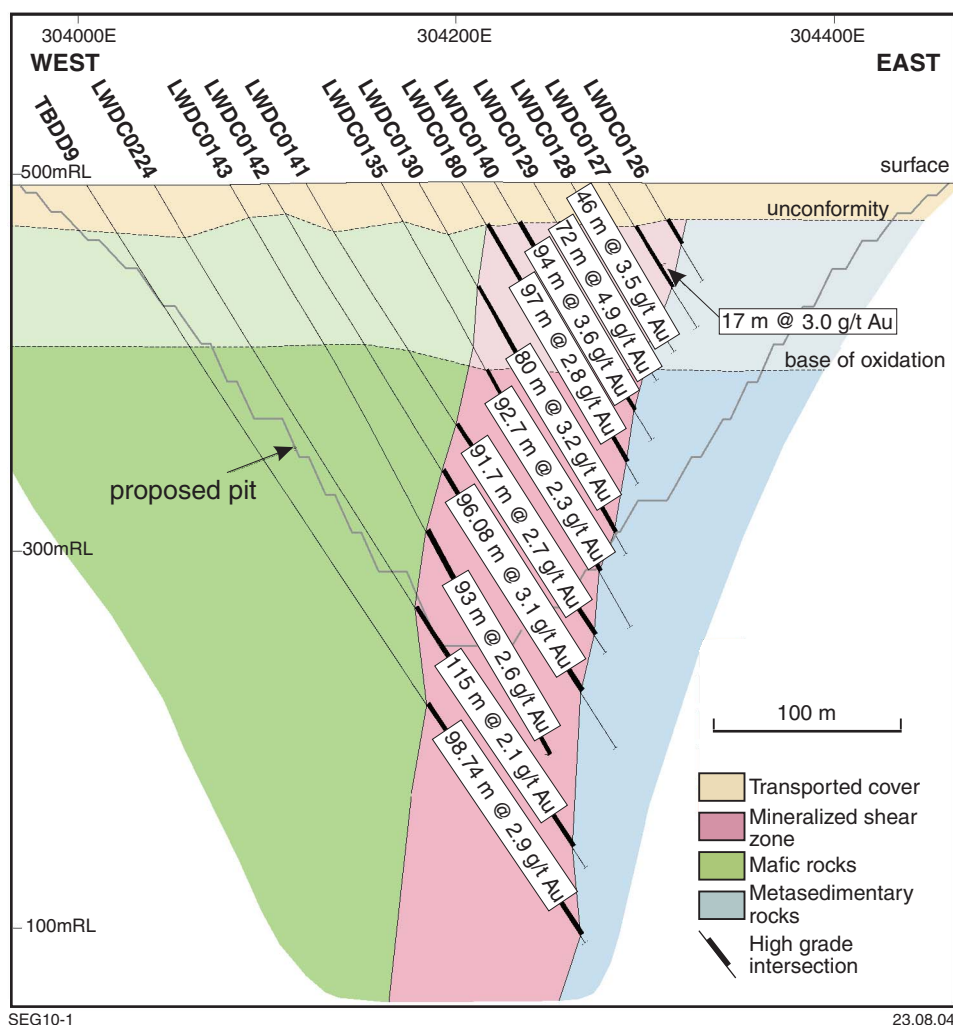 304000E
304200E
304400E
WEST
EAST
TBDD9
LWDC0224
LWDC0143
LWDC0142
LWDC0141
LWDC0135
LWDC0130
LWDC0180
LWDC0140
LWDC0129
LWDC0128
LWDC0127
LWDC0126
500mRL
surface
unconformity
46 m @ 3.5 g/t Au
72 m @ 4.9 g/t Au
94 m @ 3.6 g/t Au
97 m @ 2.8 g/t Au
17 m @ 3.0 g/t Au
base of oxidation
80 m @ 3.2 g/t Au
92.7 m @ 2.3 g/t Au
91.7 m @ 2.7 g/t Au
96.08 m @ 3.1 g/t Au
proposed pit
300mRL
93 m @ 2.6 g/t Au
115 m @ 2.1 g/t Au
98.74 m @ 2.9 g/t Au
100 m
Transported cover
Mineralized shear
zone
Mafic rocks
Metasedimentary
rocks
High grade
intersection
100mRL
SEG10-1
23.08.04